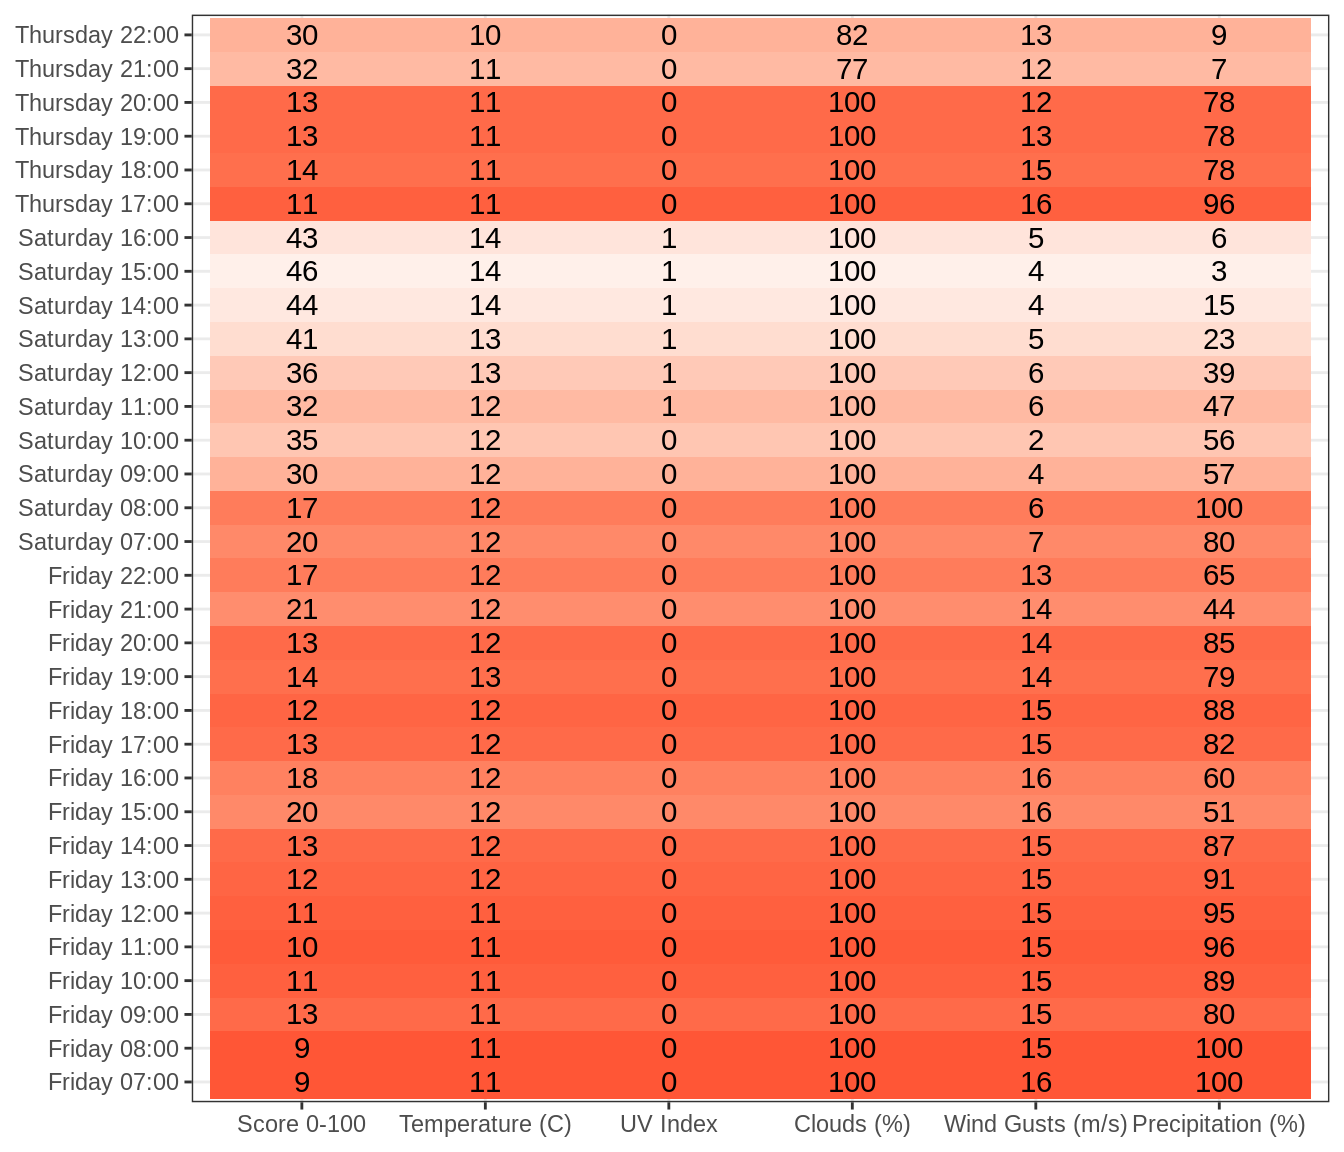 Thursday 22:00 30 10 0 82 13 9
Thursday 21:00 32 11 0 77 12 7
Thursday 20:00 13 11 0 100 12 78
Thursday 19:00 13 11 0 100 13 78
Thursday 18:00 14 11 0 100 15 78
Thursday 17:00 11 11 0 100 16 96
Saturday 16:00 43 14 1 100 5 6
Saturday 15:00 46 14 1 100 4 3
Saturday 14:00 44 14 1 100 4 15
Saturday 13:00 41 13 1 100 5 23
Saturday 12:00 36 13 1 100 6 39
Saturday 11:00 32 12 1 100 6 47
Saturday 10:00 35 12 0 100 2 56
Saturday 09:00 30 12 0 100 4 57
Saturday 08:00 17 12 0 100 6 100
Saturday 07:00 20 12 0 100 7 80
Friday 22:00 17 12 0 100 13 65
Friday 21:00 21 12 0 100 14 44
Friday 20:00 13 12 0 100 14 85
Friday 19:00 14 13 0 100 14 79
Friday 18:00 12 12 0 100 15 88
Friday 17:00 13 12 0 100 15 82
Friday 16:00 18 12 0 100 16 60
Friday 15:00 20 12 0 100 16 51
Friday 14:00 13 12 0 100 15 87
Friday 13:00 12 12 0 100 15 91
Friday 12:00 11 11 0 100 15 95
Friday 11:00 10 11 0 100 15 96
Friday 10:00 11 11 0 100 15 89
Friday 09:00 13 11 0 100 15 80
Friday 08:00 9 11 0 100 15 100
Friday 07:00 9 11 0 100 16 100
Score 0-100 Temperature (C) UV Index Clouds (%) Wind Gusts (m/s) Precipitation (%)